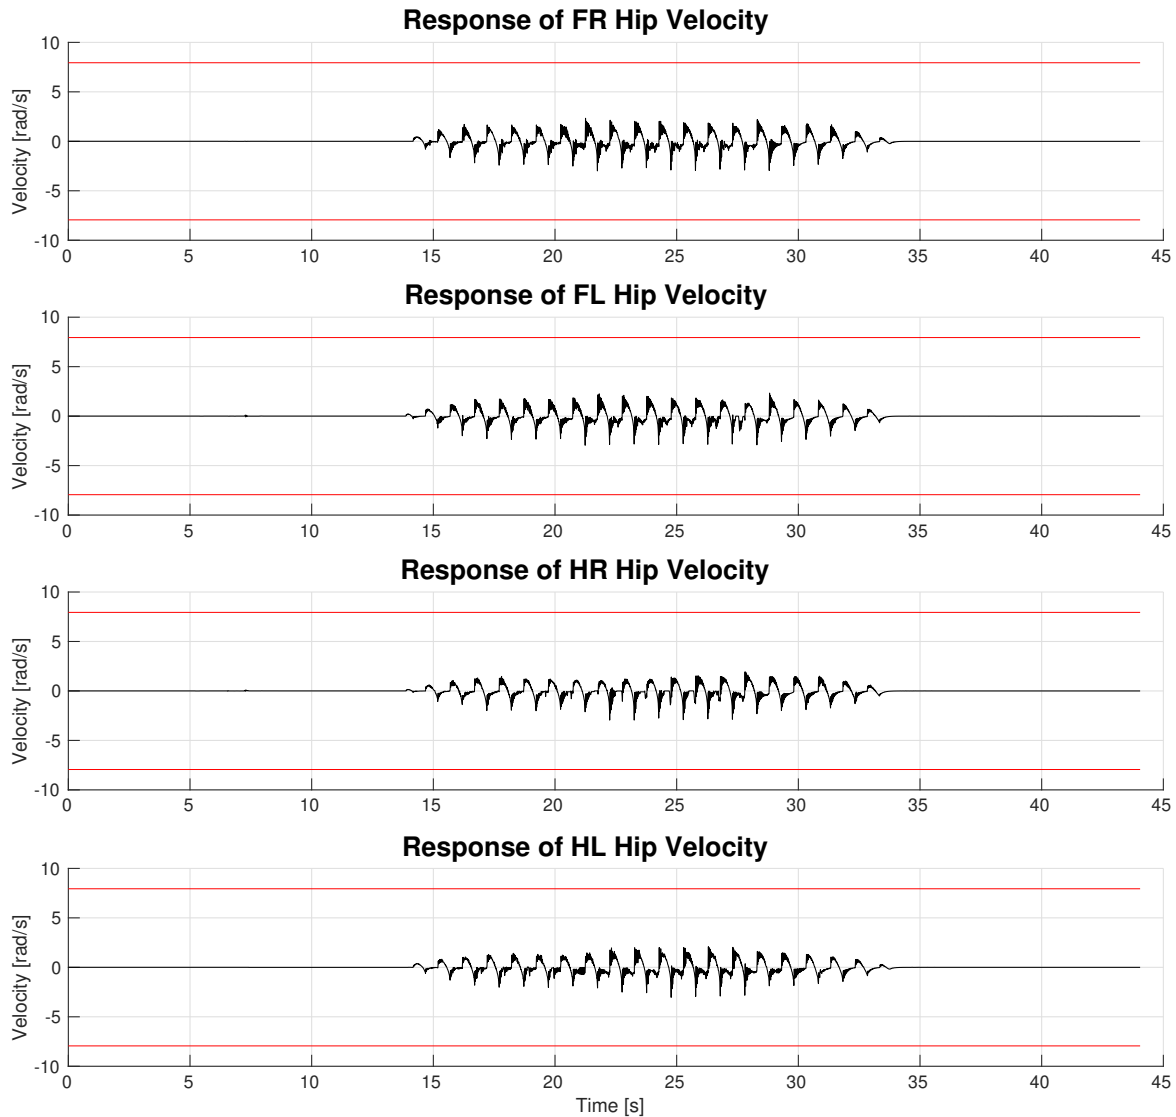 Response of FR Hip Velocity
10
5
0
-5
-10
Velocity [rad/s]
0 5 10 15 20 25 30 35 40 45
Response of FL Hip Velocity
10
5
0
-5
-10
Velocity [rad/s]
0 5 10 15 20 25 30 35 40 45
Response of HR Hip Velocity
10
5
0
-5
-10
Velocity [rad/s]
0 5 10 15 20 25 30 35 40 45
Response of HL Hip Velocity
10
5
0
-5
-10
Velocity [rad/s]
0 5 10 15 20 25 30 35 40 45
Time [s]